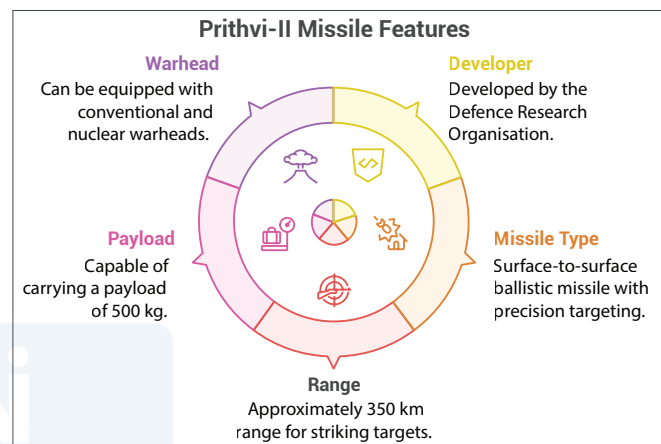 Prithvi-II Missile Features
Warhead
Can be equipped with
conventional and
nuclear warheads.
Developer
Developed by the
Defence Research
Organisation.
Payload
Capable of
carrying a payload
of 500 kg.
Missile Type
Surface-to-surface
ballistic missile with
precision targeting.
Range
Approximately 350 km
range for striking targets.